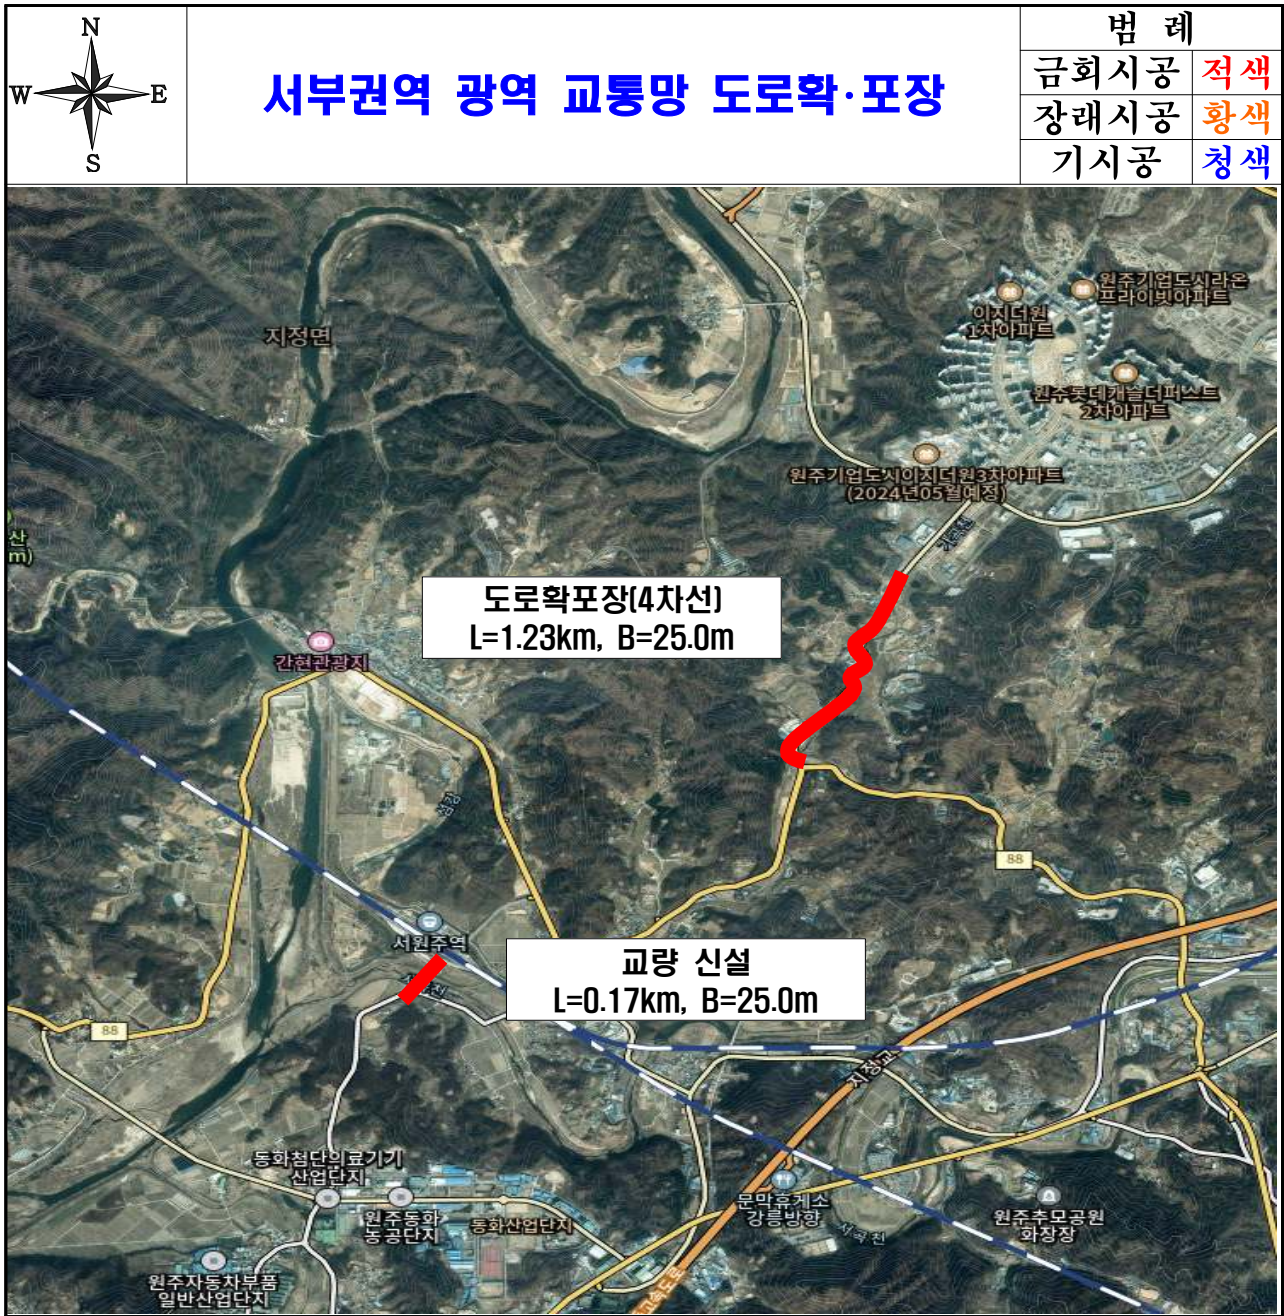 N
W E
S
서부권역 광역 교통망 도로확·포장
범 례
금회시공 적색
장래시공 황색
기시공 청색
원주기업도시라온
프라이빗아파트
이지더원
1차아파트
지정면
원주롯데캐슬더퍼스트
2차아파트
원주기업도시이지더원3차아파트
(2024년05월예정)
산
m)
도로확포장(4차선)
L=1.23km, B=25.0m
간현관광지
섬강
88
서원주역
교량 신설
L=0.17km, B=25.0m
88
지정교
동화첨단의료기기
산업단지
원주동화
농공단지
동화산업단지
문막휴게소
강릉방향
원주추모공원
화장장
원주자동차부품
일반산업단지
고속도로